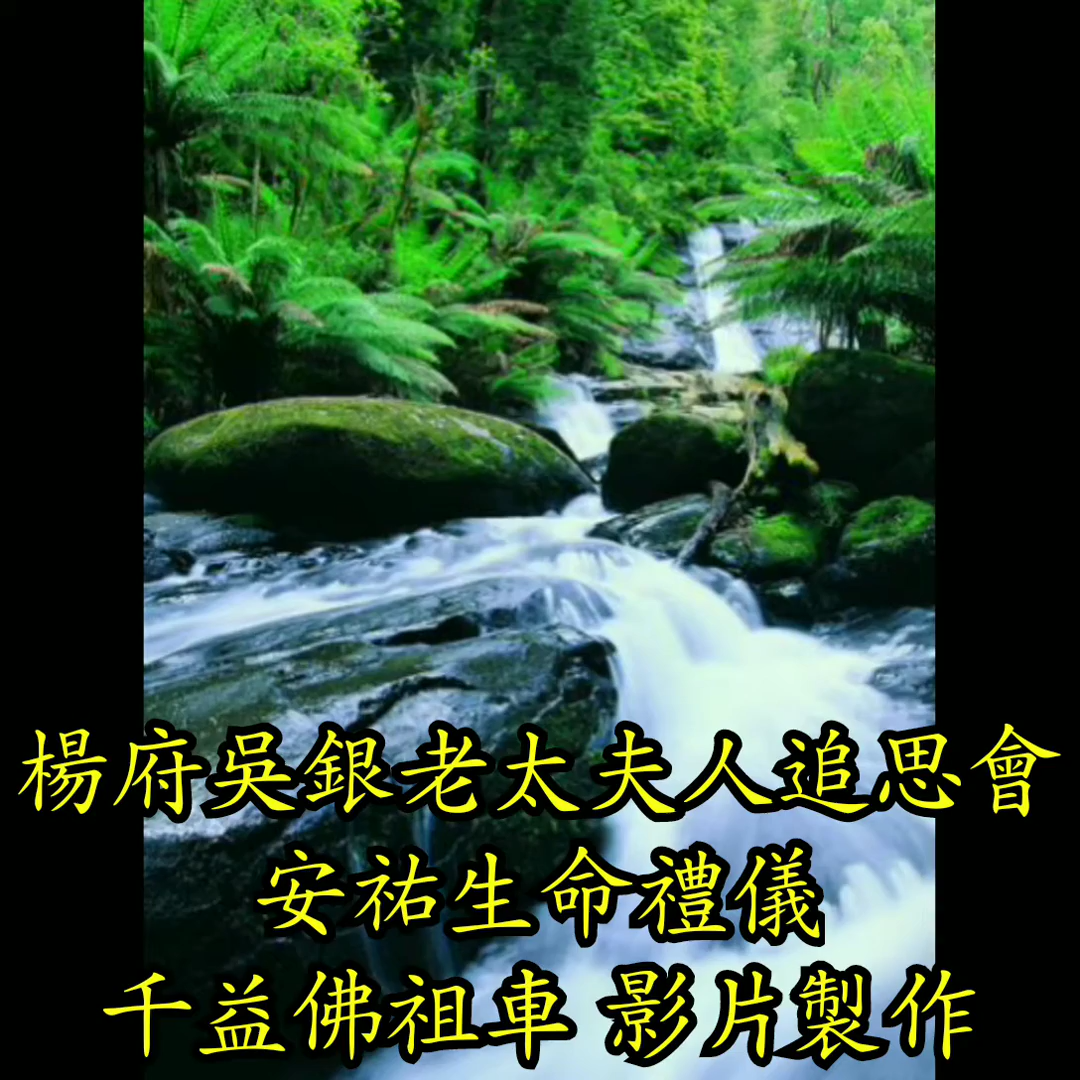 楊府吳銀老太夫人追思會
安祐生命禮儀
千益佛祖車 影片製作